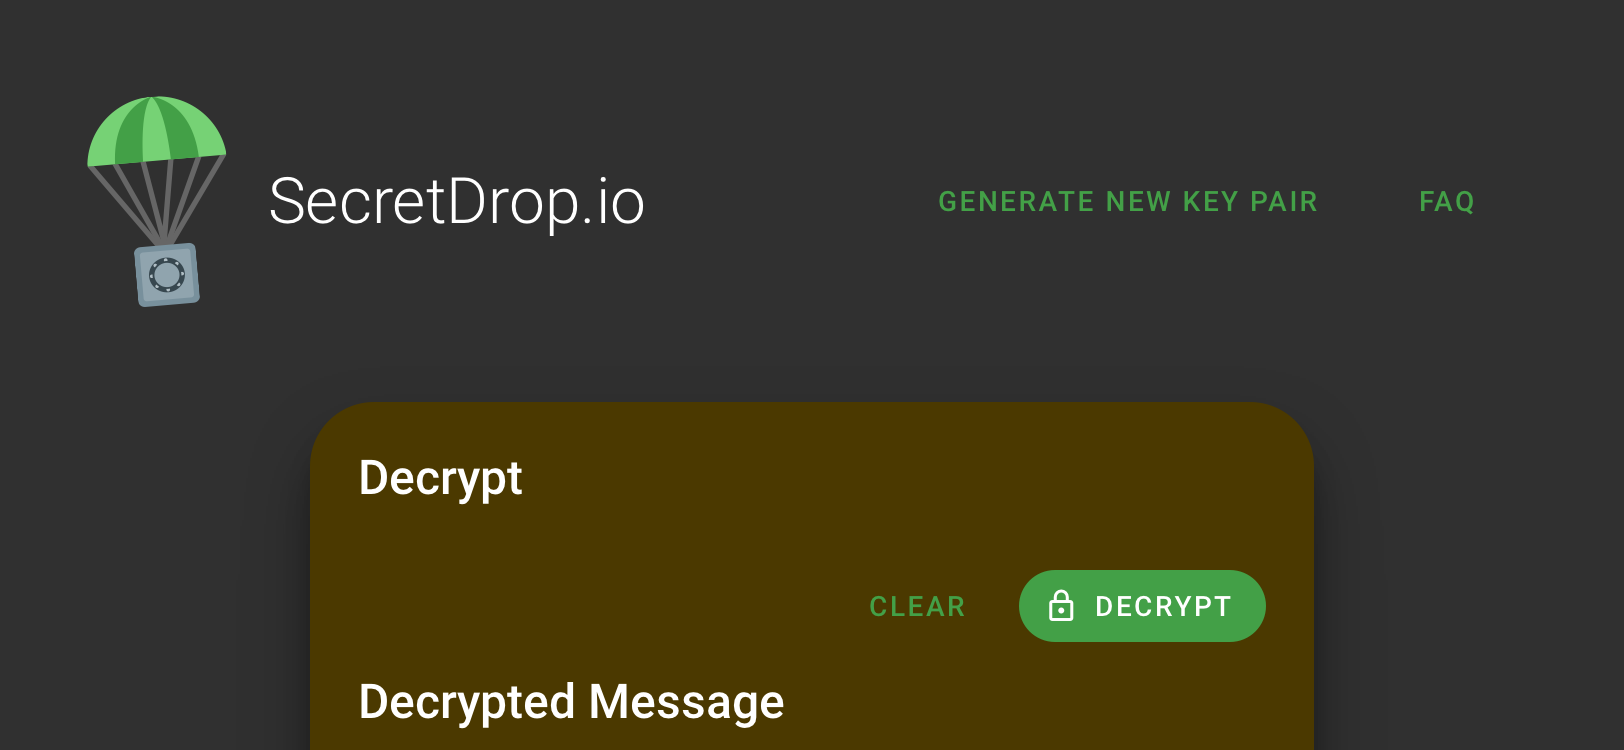 SecretDrop.io
GENERATE NEW KEY PAIR
FAQ
Decrypt
CLEAR
DECRYPT
Decrypted Message